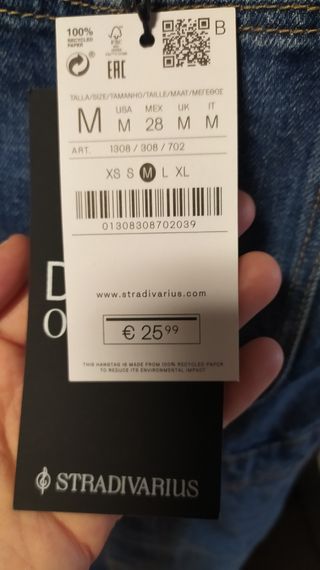 100%
RECYCLED
PAPER
FSC
B
EAC
TALLA/SIZE/TAMANHO/TAILLE/MAAT/ΜΕΓΕΘΟΣ
M USA MEX UK IT
M 28 M M
ART. 1308 / 308 / 702
XS S M L XL
01308308702039
www.stradivarius.com
€ 25⁹⁹
THIS HANGTAG IS MADE FROM 100% RECYCLED PAPER
TO REDUCE ITS ENVIRONMENTAL IMPACT
D
O
STRADIVARIUS